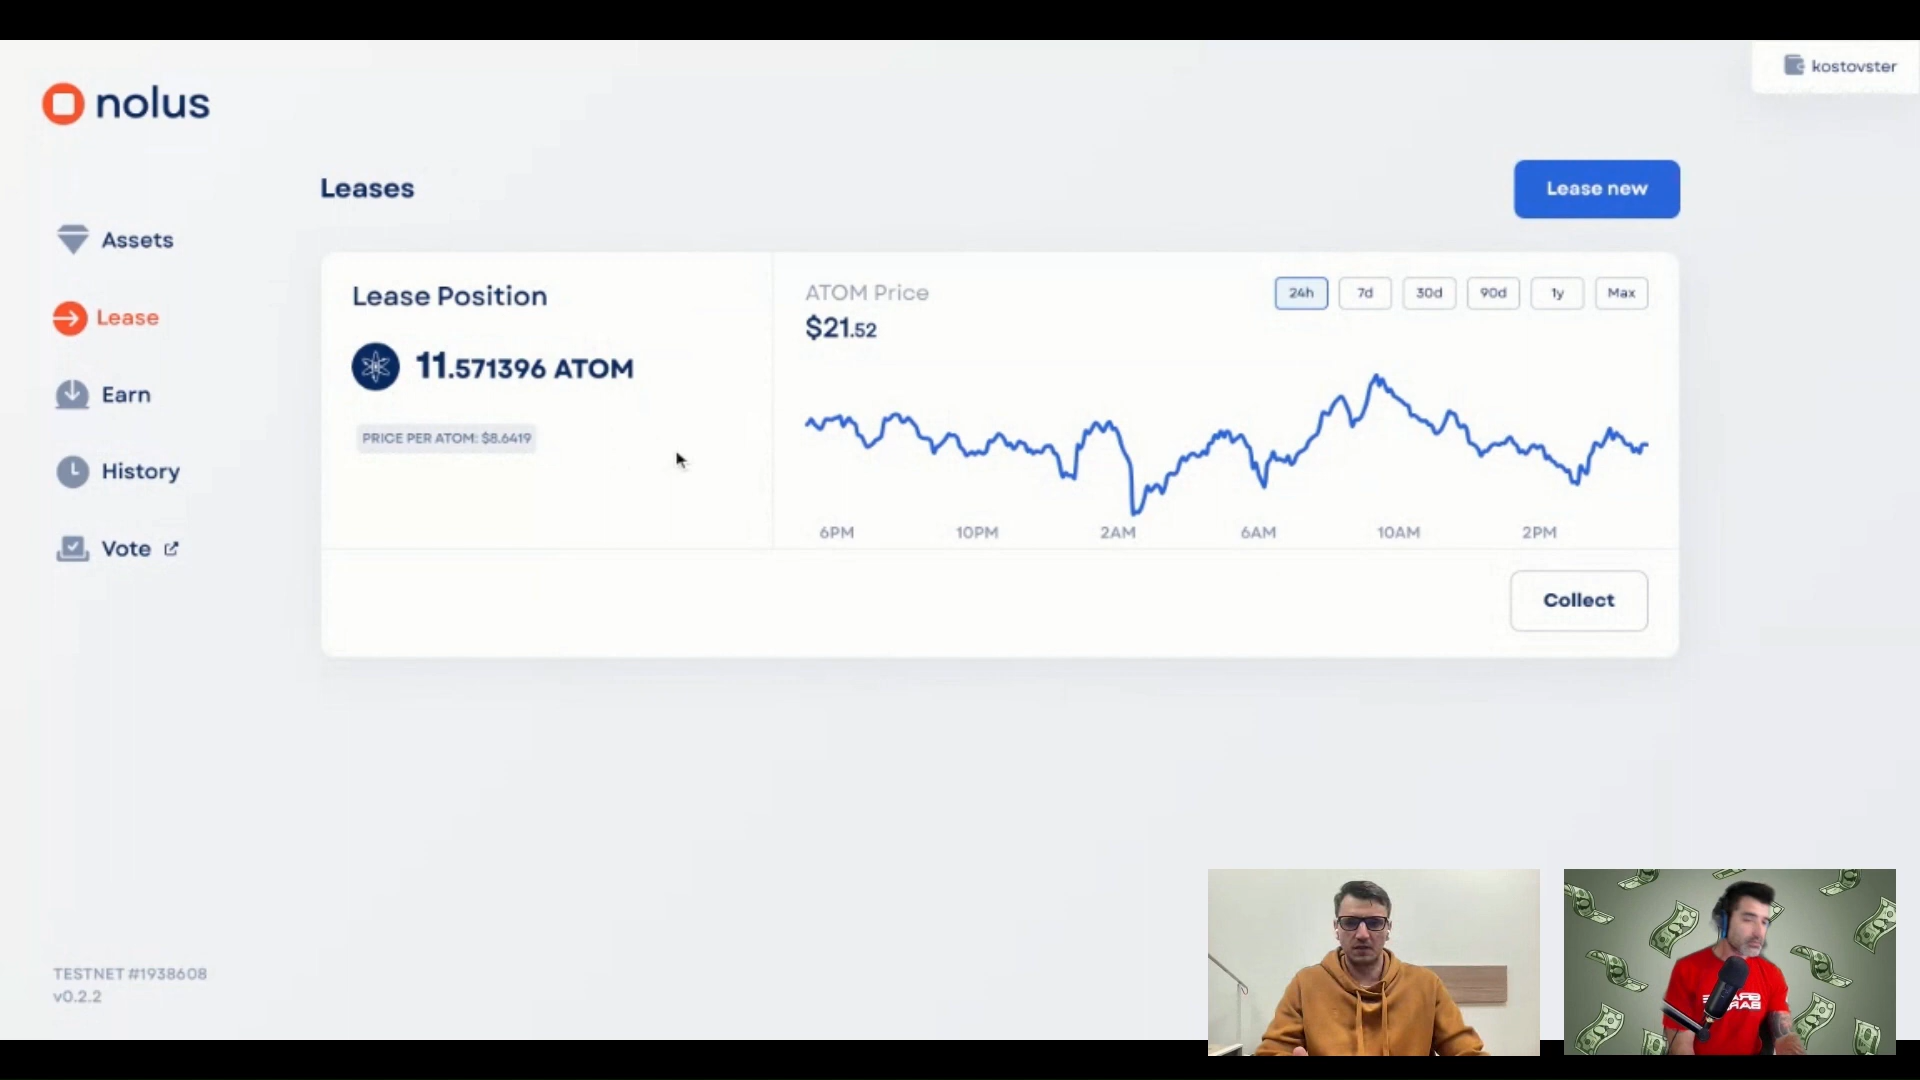 nolus
kostovster
Leases
Lease new
Assets
Lease
Earn
History
Vote
Lease Position
11.571396 ATOM
PRICE PER ATOM: $8.6419
ATOM Price
$21.52
24h 7d 30d 90d 1y Max
6PM 10PM 2AM 6AM 10AM 2PM
Collect
TESTNET #1938608
v0.2.2